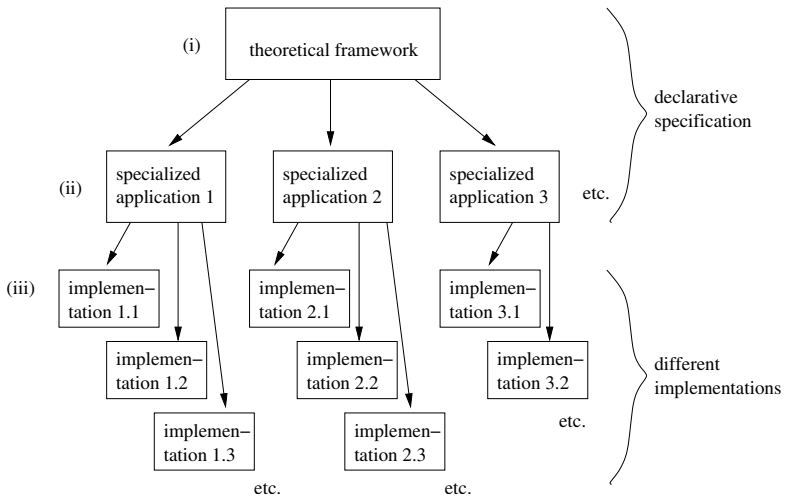 (i)
theoretical framework
declarative
specification
(ii)
specialized
application 1
specialized
application 2
specialized
application 3
etc.
(iii)
implemen−
tation 1.1
implemen−
tation 2.1
implemen−
tation 3.1
implemen−
tation 1.2
implemen−
tation 2.2
implemen−
tation 3.2
different
implementations
etc.
implemen−
tation 1.3
implemen−
tation 2.3
etc.
etc.